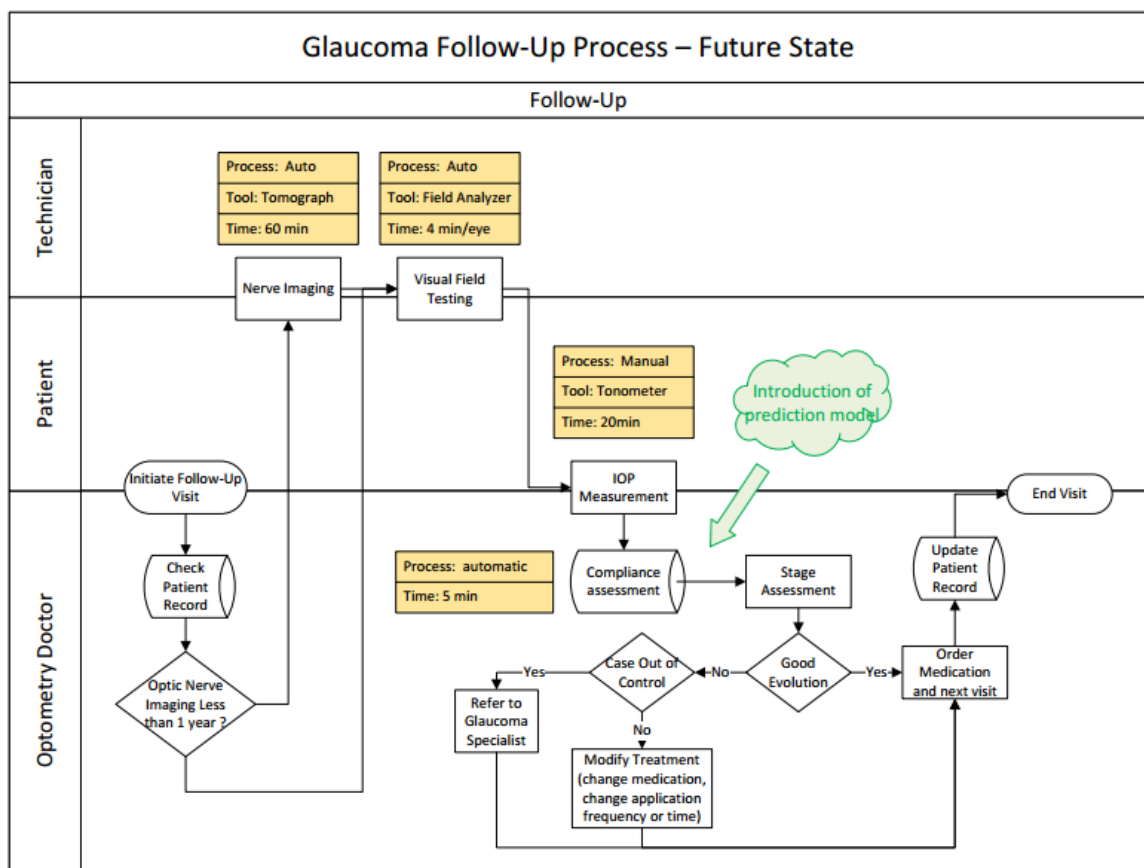 Glaucoma Follow-Up Process – Future State
Follow-Up
Technician
Process: Auto
Tool: Tomograph
Time: 60 min
Process: Auto
Tool: Field Analyzer
Time: 4 min/eye
Nerve Imaging
Visual Field
Testing
Patient
Process: Manual
Tool: Tonometer
Time: 20min
Introduction of
prediction model
Initiate Follow-Up
Visit
IOP
Measurement
End Visit
Optometry Doctor
Check
Patient
Record
Process: automatic
Time: 5 min
Compliance
assessment
Stage
Assessment
Update
Patient
Record
Optic Nerve
Imaging Less
than 1 year ?
Yes
Case Out of
Control
No
Good
Evolution
Yes
Order
Medication
and next visit
Refer to
Glaucoma
Specialist
No
Modify Treatment
(change medication,
change application
frequency or time)